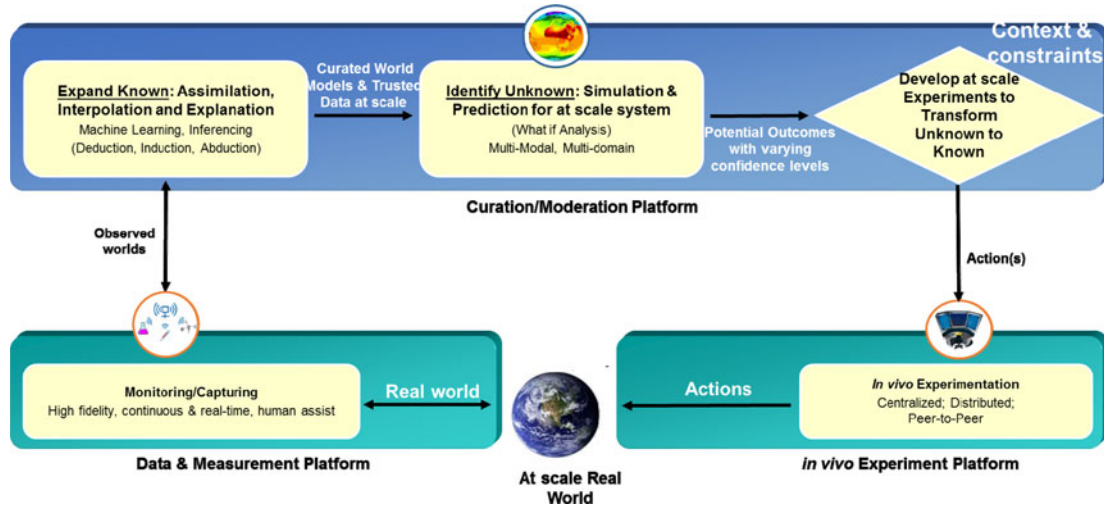 Context &
constraints
Expand Known: Assimilation,
Interpolation and Explanation
Machine Learning, Inferencing
(Deduction, Induction, Abduction)
Curated World
Models & Trusted
Data at scale
Identify Unknown: Simulation &
Prediction for at scale system
(What if Analysis)
Multi-Modal, Multi-domain
Potential Outcomes
with varying
confidence levels
Develop at scale
Experiments to
Transform
Unknown to
Known
Curation/Moderation Platform
Observed
worlds
Action(s)
Monitoring/Capturing
High fidelity, continuous & real-time, human assist
Real world
Data & Measurement Platform
At scale Real
World
Actions
In vivo Experimentation
Centralized; Distributed;
Peer-to-Peer
in vivo Experiment Platform